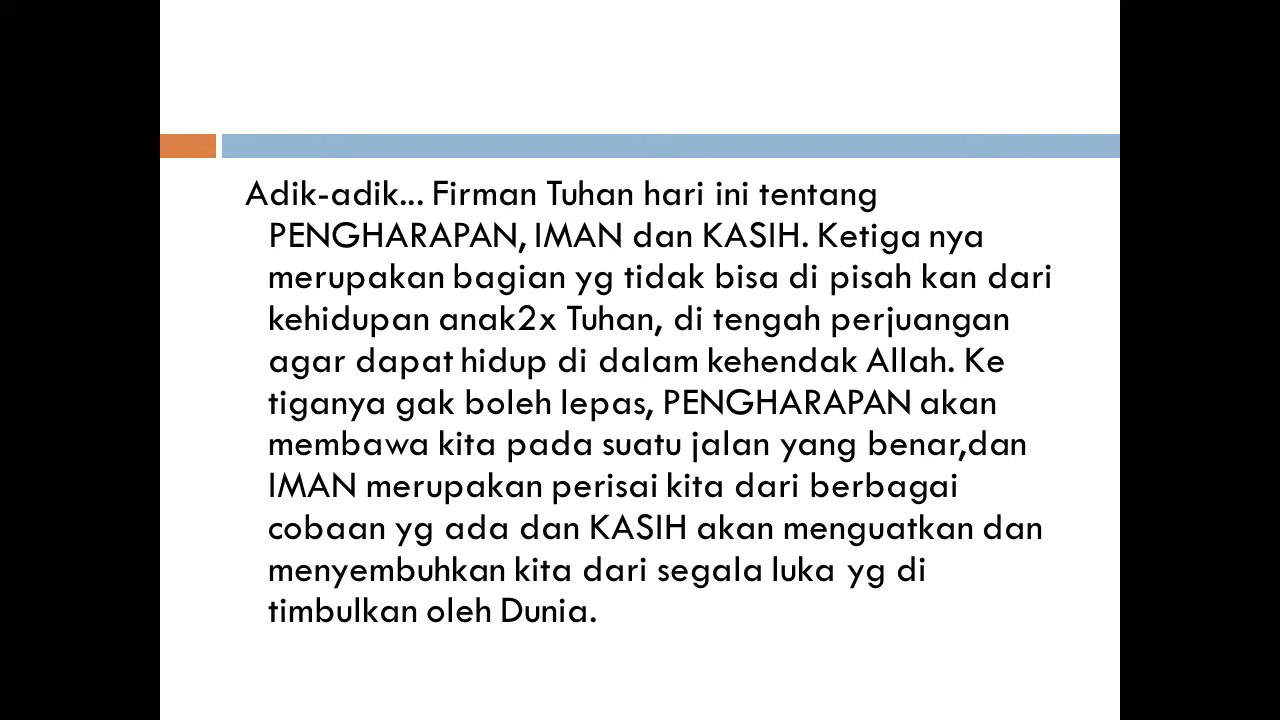 Adik-adik... Firman Tuhan hari ini tentang
PENGHARAPAN, IMAN dan KASIH. Ketiga nya
merupakan bagian yg tidak bisa di pisah kan dari
kehidupan anak2x Tuhan, di tengah perjuangan
agar dapat hidup di dalam kehendak Allah. Ke
tiganya gak boleh lepas, PENGHARAPAN akan
membawa kita pada suatu jalan yang benar,dan
IMAN merupakan perisai kita dari berbagai
cobaan yg ada dan KASIH akan menguatkan dan
menyembuhkan kita dari segala luka yg di
timbulkan oleh Dunia.